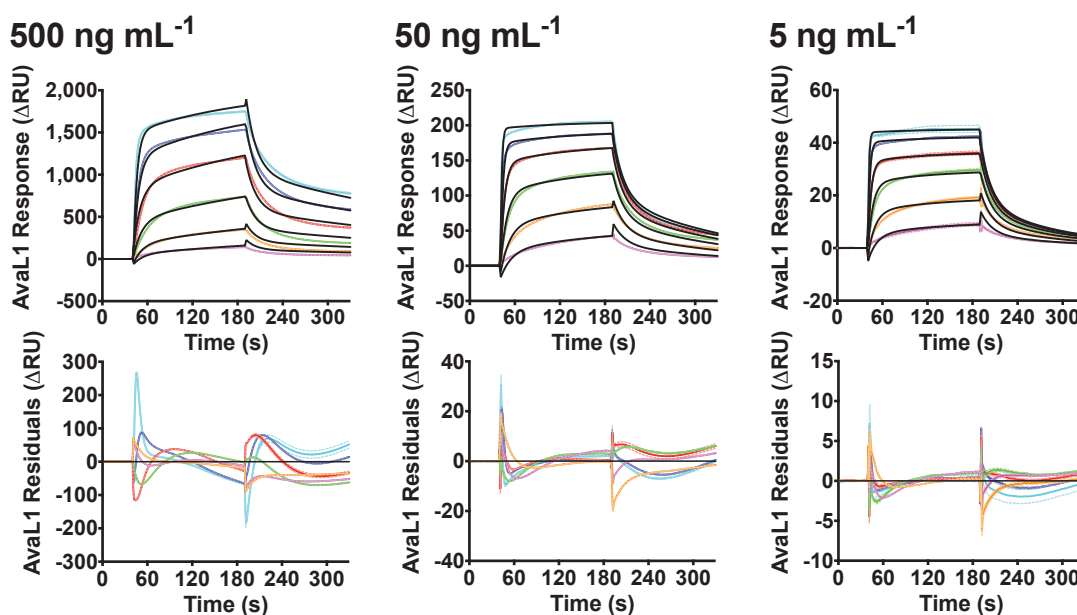 500 ng mL-1
50 ng mL-1
5 ng mL-1
AvaL1 Response (ΔRU)
2,000
1,500
1,000
500
0
-500
0 60 120 180 240 300
Time (s)
AvaL1 Response (ΔRU)
250
200
150
100
50
0
-50
0 60 120 180 240 300
Time (s)
AvaL1 Response (ΔRU)
60
40
20
0
-20
0 60 120 180 240 300
Time (s)
AvaL1 Residuals (ΔRU)
300
200
100
0
-100
-200
-300
0 60 120 180 240 300
Time (s)
AvaL1 Residuals (ΔRU)
40
20
0
-20
-40
0 60 120 180 240 300
Time (s)
AvaL1 Residuals (ΔRU)
15
10
5
0
-5
-10
0 60 120 180 240 300
Time (s)